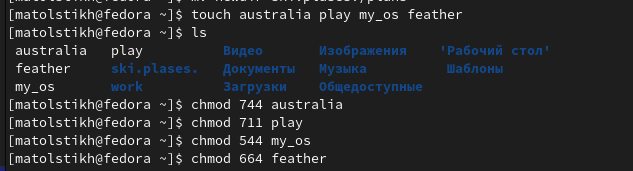 [matolstikh@fedora ~]$ touch australia play my_os feather
[matolstikh@fedora ~]$ ls
australia play Видео Изображения 'Рабочий стол'
feather ski.plases. Документы Музыка Шаблоны
my_os work Загрузки Общедоступные
[matolstikh@fedora ~]$ chmod 744 australia
[matolstikh@fedora ~]$ chmod 711 play
[matolstikh@fedora ~]$ chmod 544 my_os
[matolstikh@fedora ~]$ chmod 664 feather